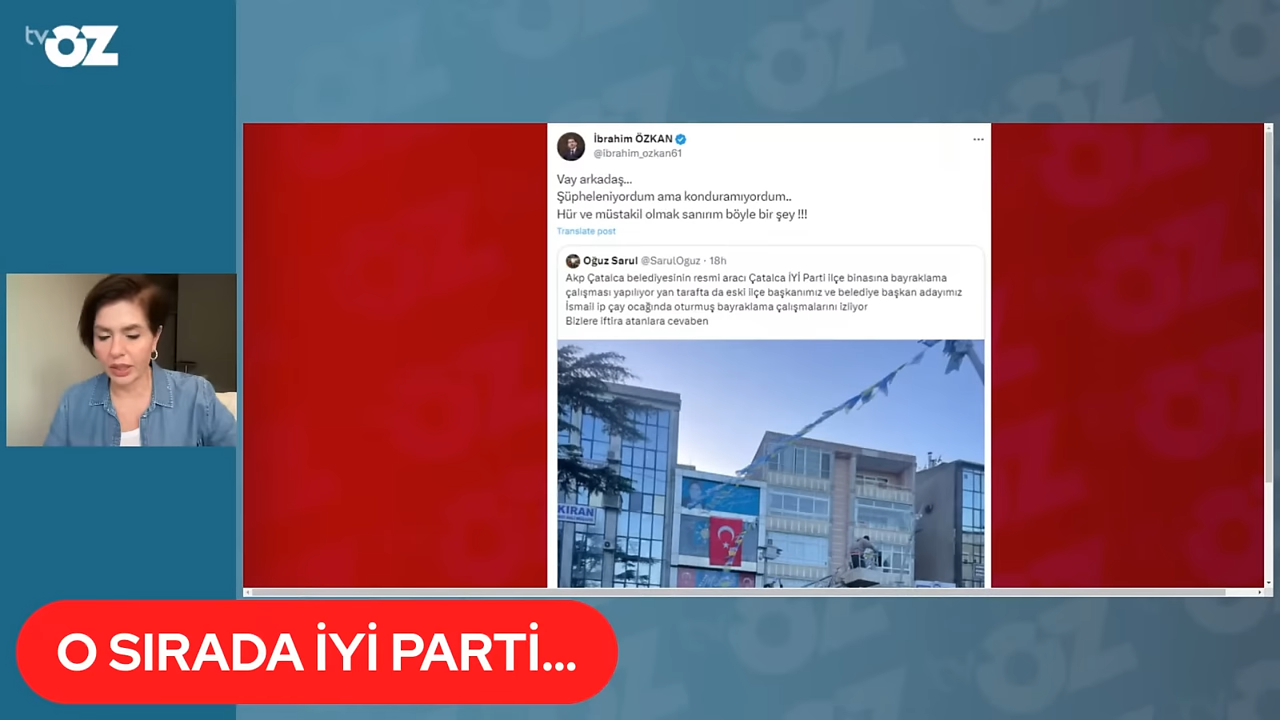 tv ÖZ
İbrahim ÖZKAN
@ibrahim_ozkan61
Vay arkadaş...
Şüpheleniyordum ama konduramıyordum..
Hür ve müstakil olmak sanırım böyle bir şey !!!
Translate post
Oğuz Sarul @SarulOguz · 18h
Akp Çatalca belediyesinin resmi aracı Çatalca İYİ Parti ilçe binasına bayraklama
çalışması yapılıyor yan tarafta da eski ilçe başkanımız ve belediye başkan adayımız
İsmail ip çay ocağında oturmuş bayraklama çalışmalarını izliyor
Bizlere iftira atanlara cevaben
KIRAN
O SIRADA İYİ PARTİ...